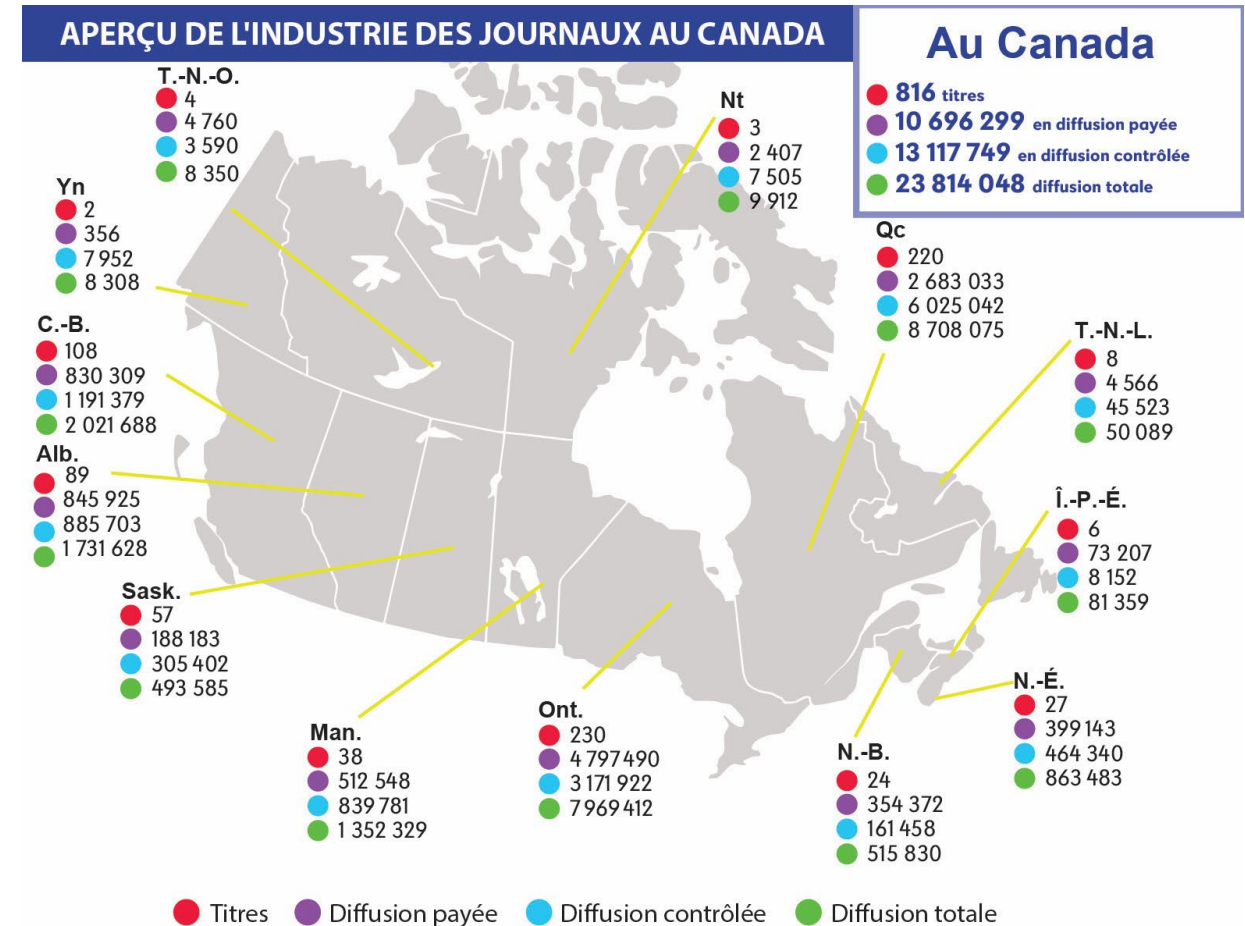 APERÇU DE L'INDUSTRIE DES JOURNAUX AU CANADA
Au Canada
816 titres
10 696 299 en diffusion payée
13 117 749 en diffusion contrôlée
23 814 048 diffusion totale
T.-N.-O.
4
4 760
3 590
8 350
Nt
3
2 407
7 505
9 912
Yn
2
356
7 952
8 308
Qc
220
2 683 033
6 025 042
8 708 075
C.-B.
108
830 309
1 191 379
2 021 688
T.-N.-L.
8
4 566
45 523
50 089
Alb.
89
845 925
885 703
1 731 628
Î.-P.-É.
6
73 207
8 152
81 359
Sask.
57
188 183
305 402
493 585
N.-É.
27
399 143
464 340
863 483
Man.
38
512 548
839 781
1 352 329
Ont.
230
4 797 490
3 171 922
7 969 412
N.-B.
24
354 372
161 458
515 830
Titres Diffusion payée Diffusion contrôlée Diffusion totale